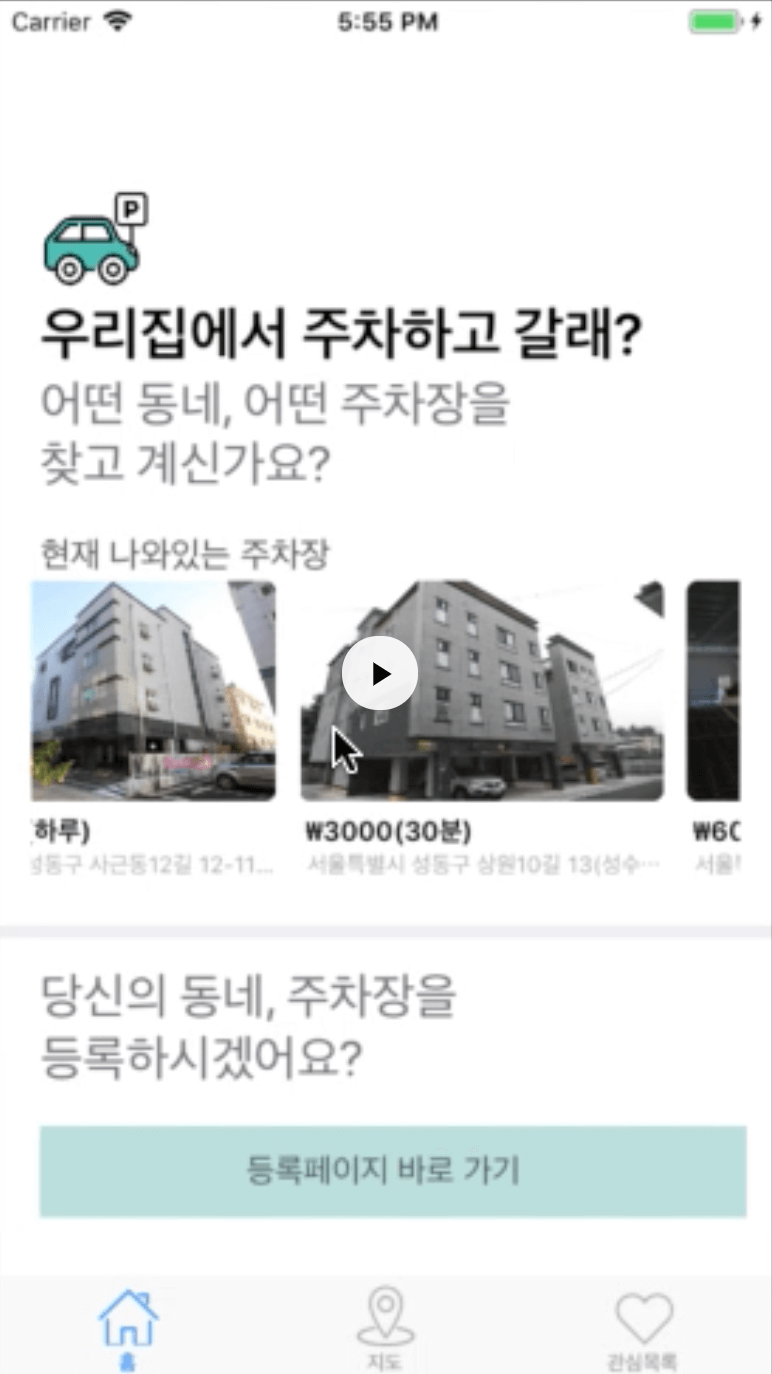 Carrier 5:55 PM
P
우리집에서 주차하고 갈래?
어떤 동네, 어떤 주차장을
찾고 계신가요?
현재 나와있는 주차장
(하루) ₩3000(30분) ₩60
성동구 사근동12길 12-11... 서울특별시 성동구 상원10길 13(성수… 서울
당신의 동네, 주차장을
등록하시겠어요?
등록페이지 바로 가기
홈 지도 관심목록